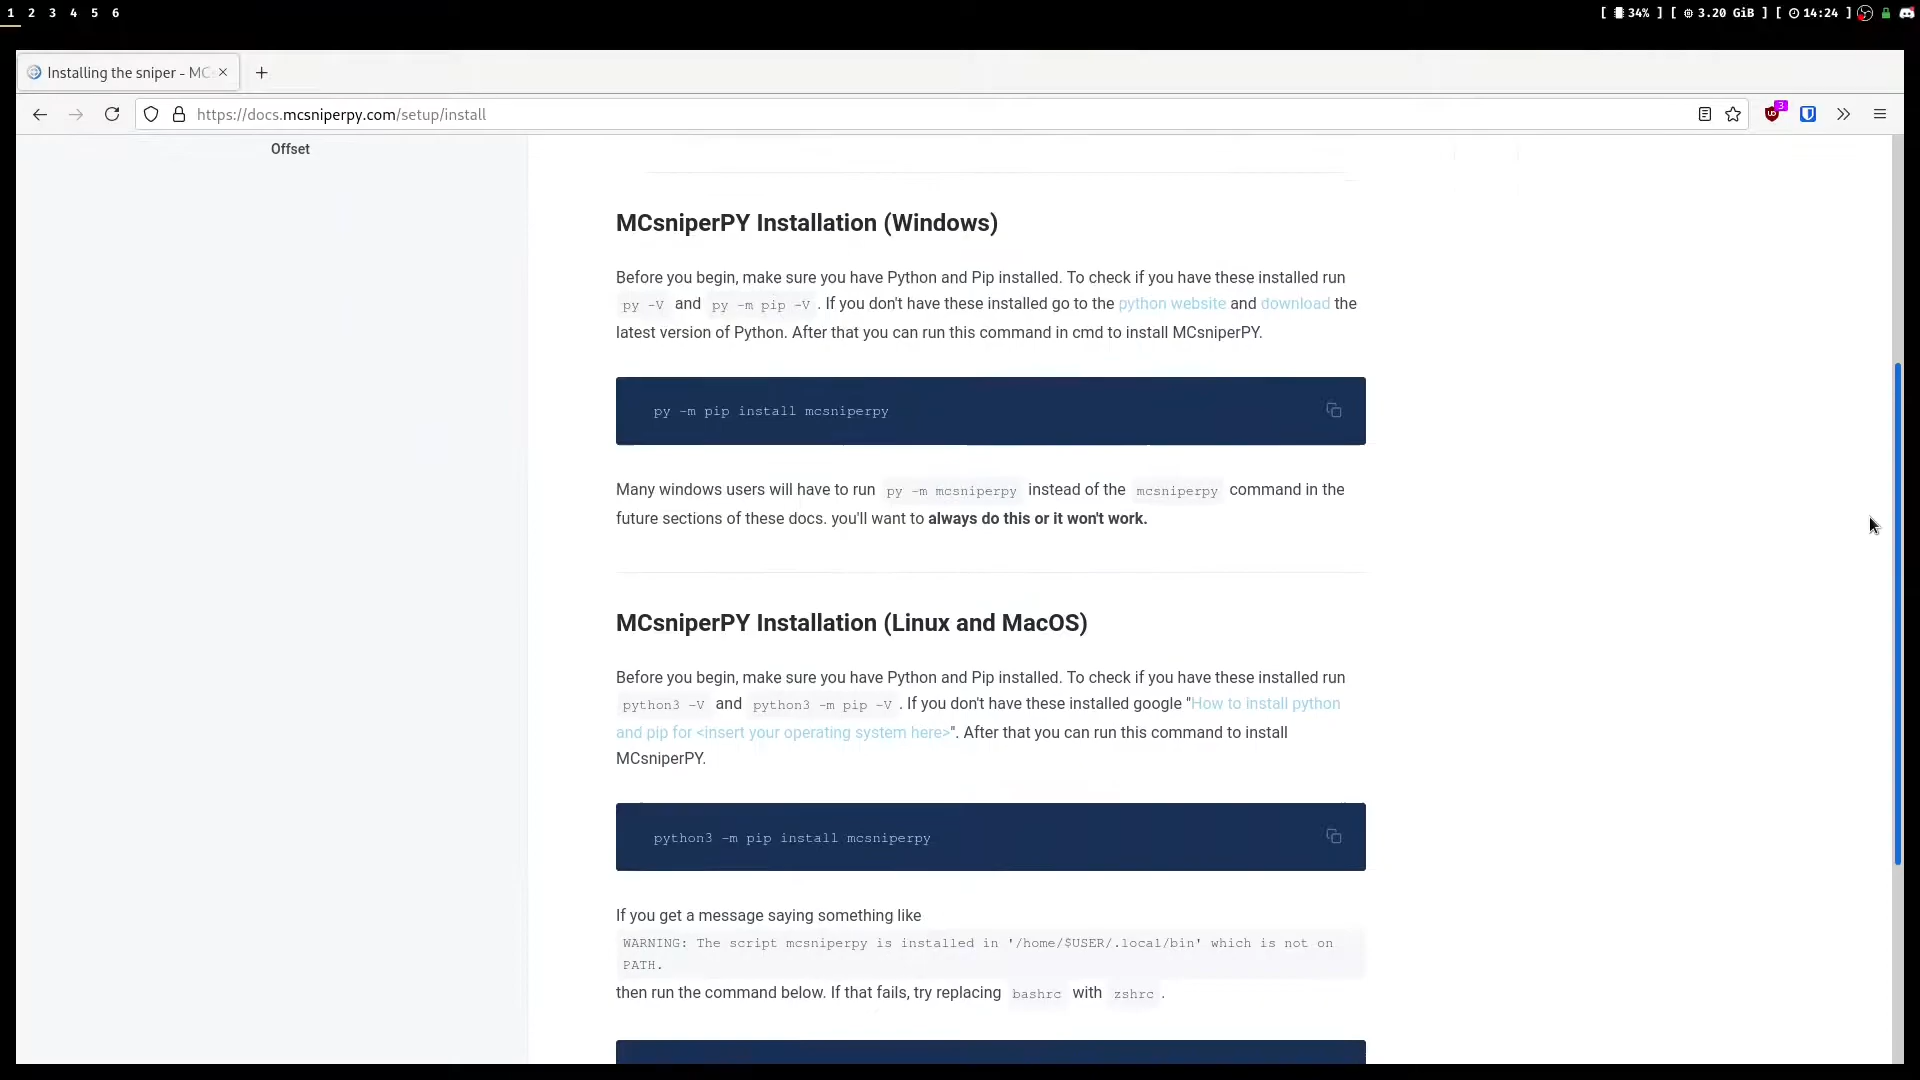 1 2 3 4 5 6
[ 34% ] [ 3.20 GiB ] [ 14:24 ]
Installing the sniper - MC
https://docs.mcsniperpy.com/setup/install
3
Offset
MCsniperPY Installation (Windows)
Before you begin, make sure you have Python and Pip installed. To check if you have these installed run
py -V and py -m pip -V . If you don't have these installed go to the python website and download the
latest version of Python. After that you can run this command in cmd to install MCsniperPY.
py -m pip install mcsniperpy
Many windows users will have to run py -m mcsniperpy instead of the mcsniperpy command in the
future sections of these docs. you'll want to always do this or it won't work.
MCsniperPY Installation (Linux and MacOS)
Before you begin, make sure you have Python and Pip installed. To check if you have these installed run
python3 -V and python3 -m pip -V . If you don't have these installed google "How to install python
and pip for <insert your operating system here>". After that you can run this command to install
MCsniperPY.
python3 -m pip install mcsniperpy
If you get a message saying something like
WARNING: The script mcsniperpy is installed in '/home/$USER/.local/bin' which is not on
PATH.
then run the command below. If that fails, try replacing bashrc with zshrc .